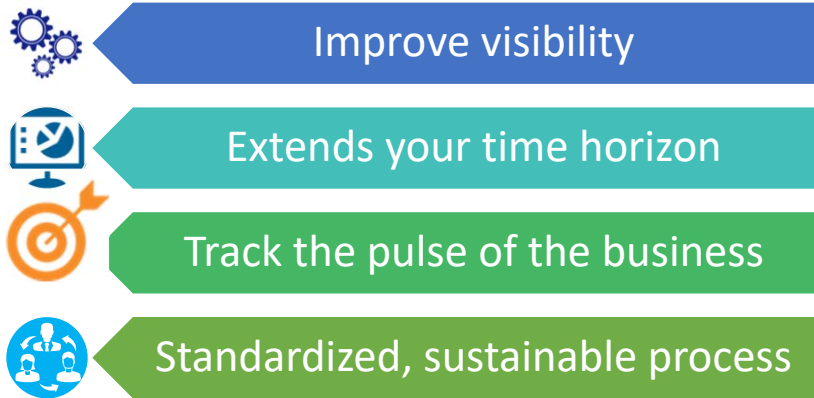 Improve visibility
Extends your time horizon
Track the pulse of the business
Standardized, sustainable process